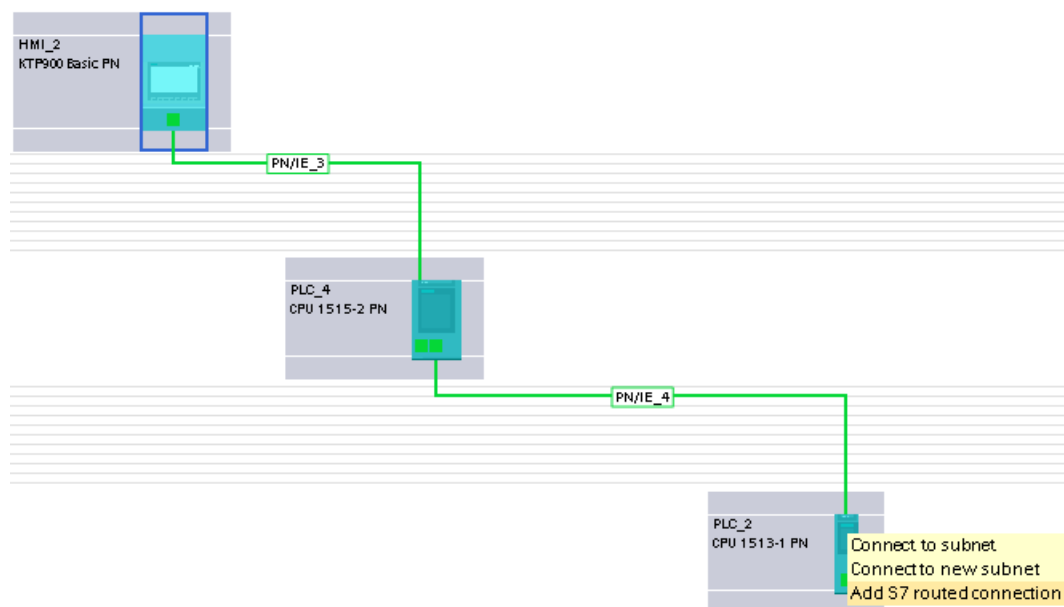 HMI_2
KTP900 Basic PN
PN/IE_3
PLC_4
CPU 1515-2 PN
PN/IE_4
PLC_2
CPU 1513-1 PN
Connect to subnet
Connect to new subnet
Add S7 routed connection